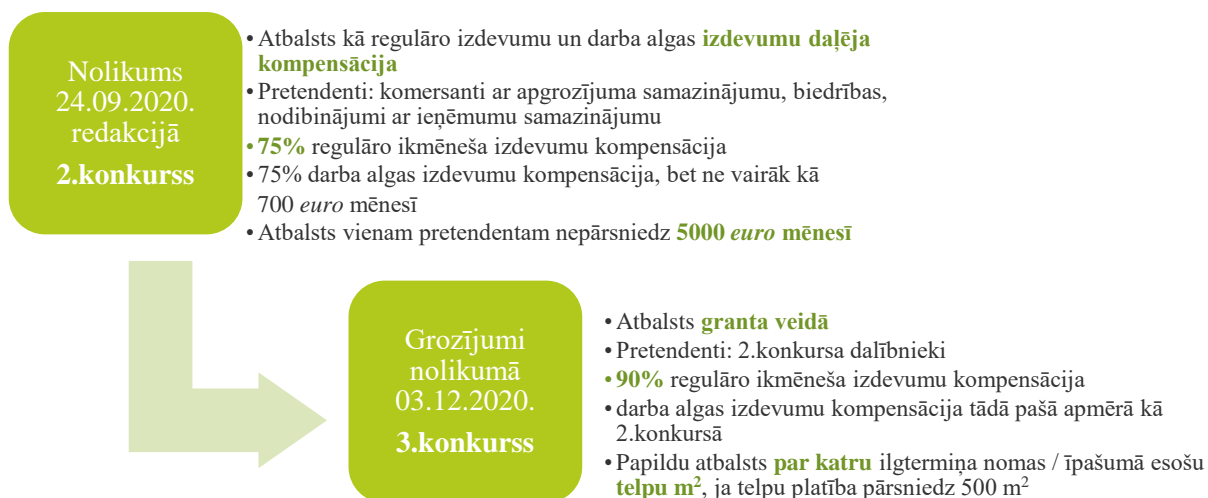 Nolikums
24.09.2020.
redakcijā
2.konkurss
• Atbalsts kā regulāro izdevumu un darba algas izdevumu daļēja
kompensācija
• Pretendenti: komersanti ar apgrozījuma samazinājumu, biedrības,
nodibinājumi ar ieņēmumu samazinājumu
• 75% regulāro ikmēneša izdevumu kompensācija
• 75% darba algas izdevumu kompensācija, bet ne vairāk kā
700 euro mēnesī
• Atbalsts vienam pretendentam nepārsniedz 5000 euro mēnesī
Grozījumi
nolikumā
03.12.2020.
3.konkurss
• Atbalsts granta veidā
• Pretendenti: 2.konkursa dalībnieki
• 90% regulāro ikmēneša izdevumu kompensācija
• darba algas izdevumu kompensācija tādā pašā apmērā kā
2.konkursā
• Papildu atbalsts par katru ilgtermiņa nomas / īpašumā esošu
telpu m², ja telpu platība pārsniedz 500 m²